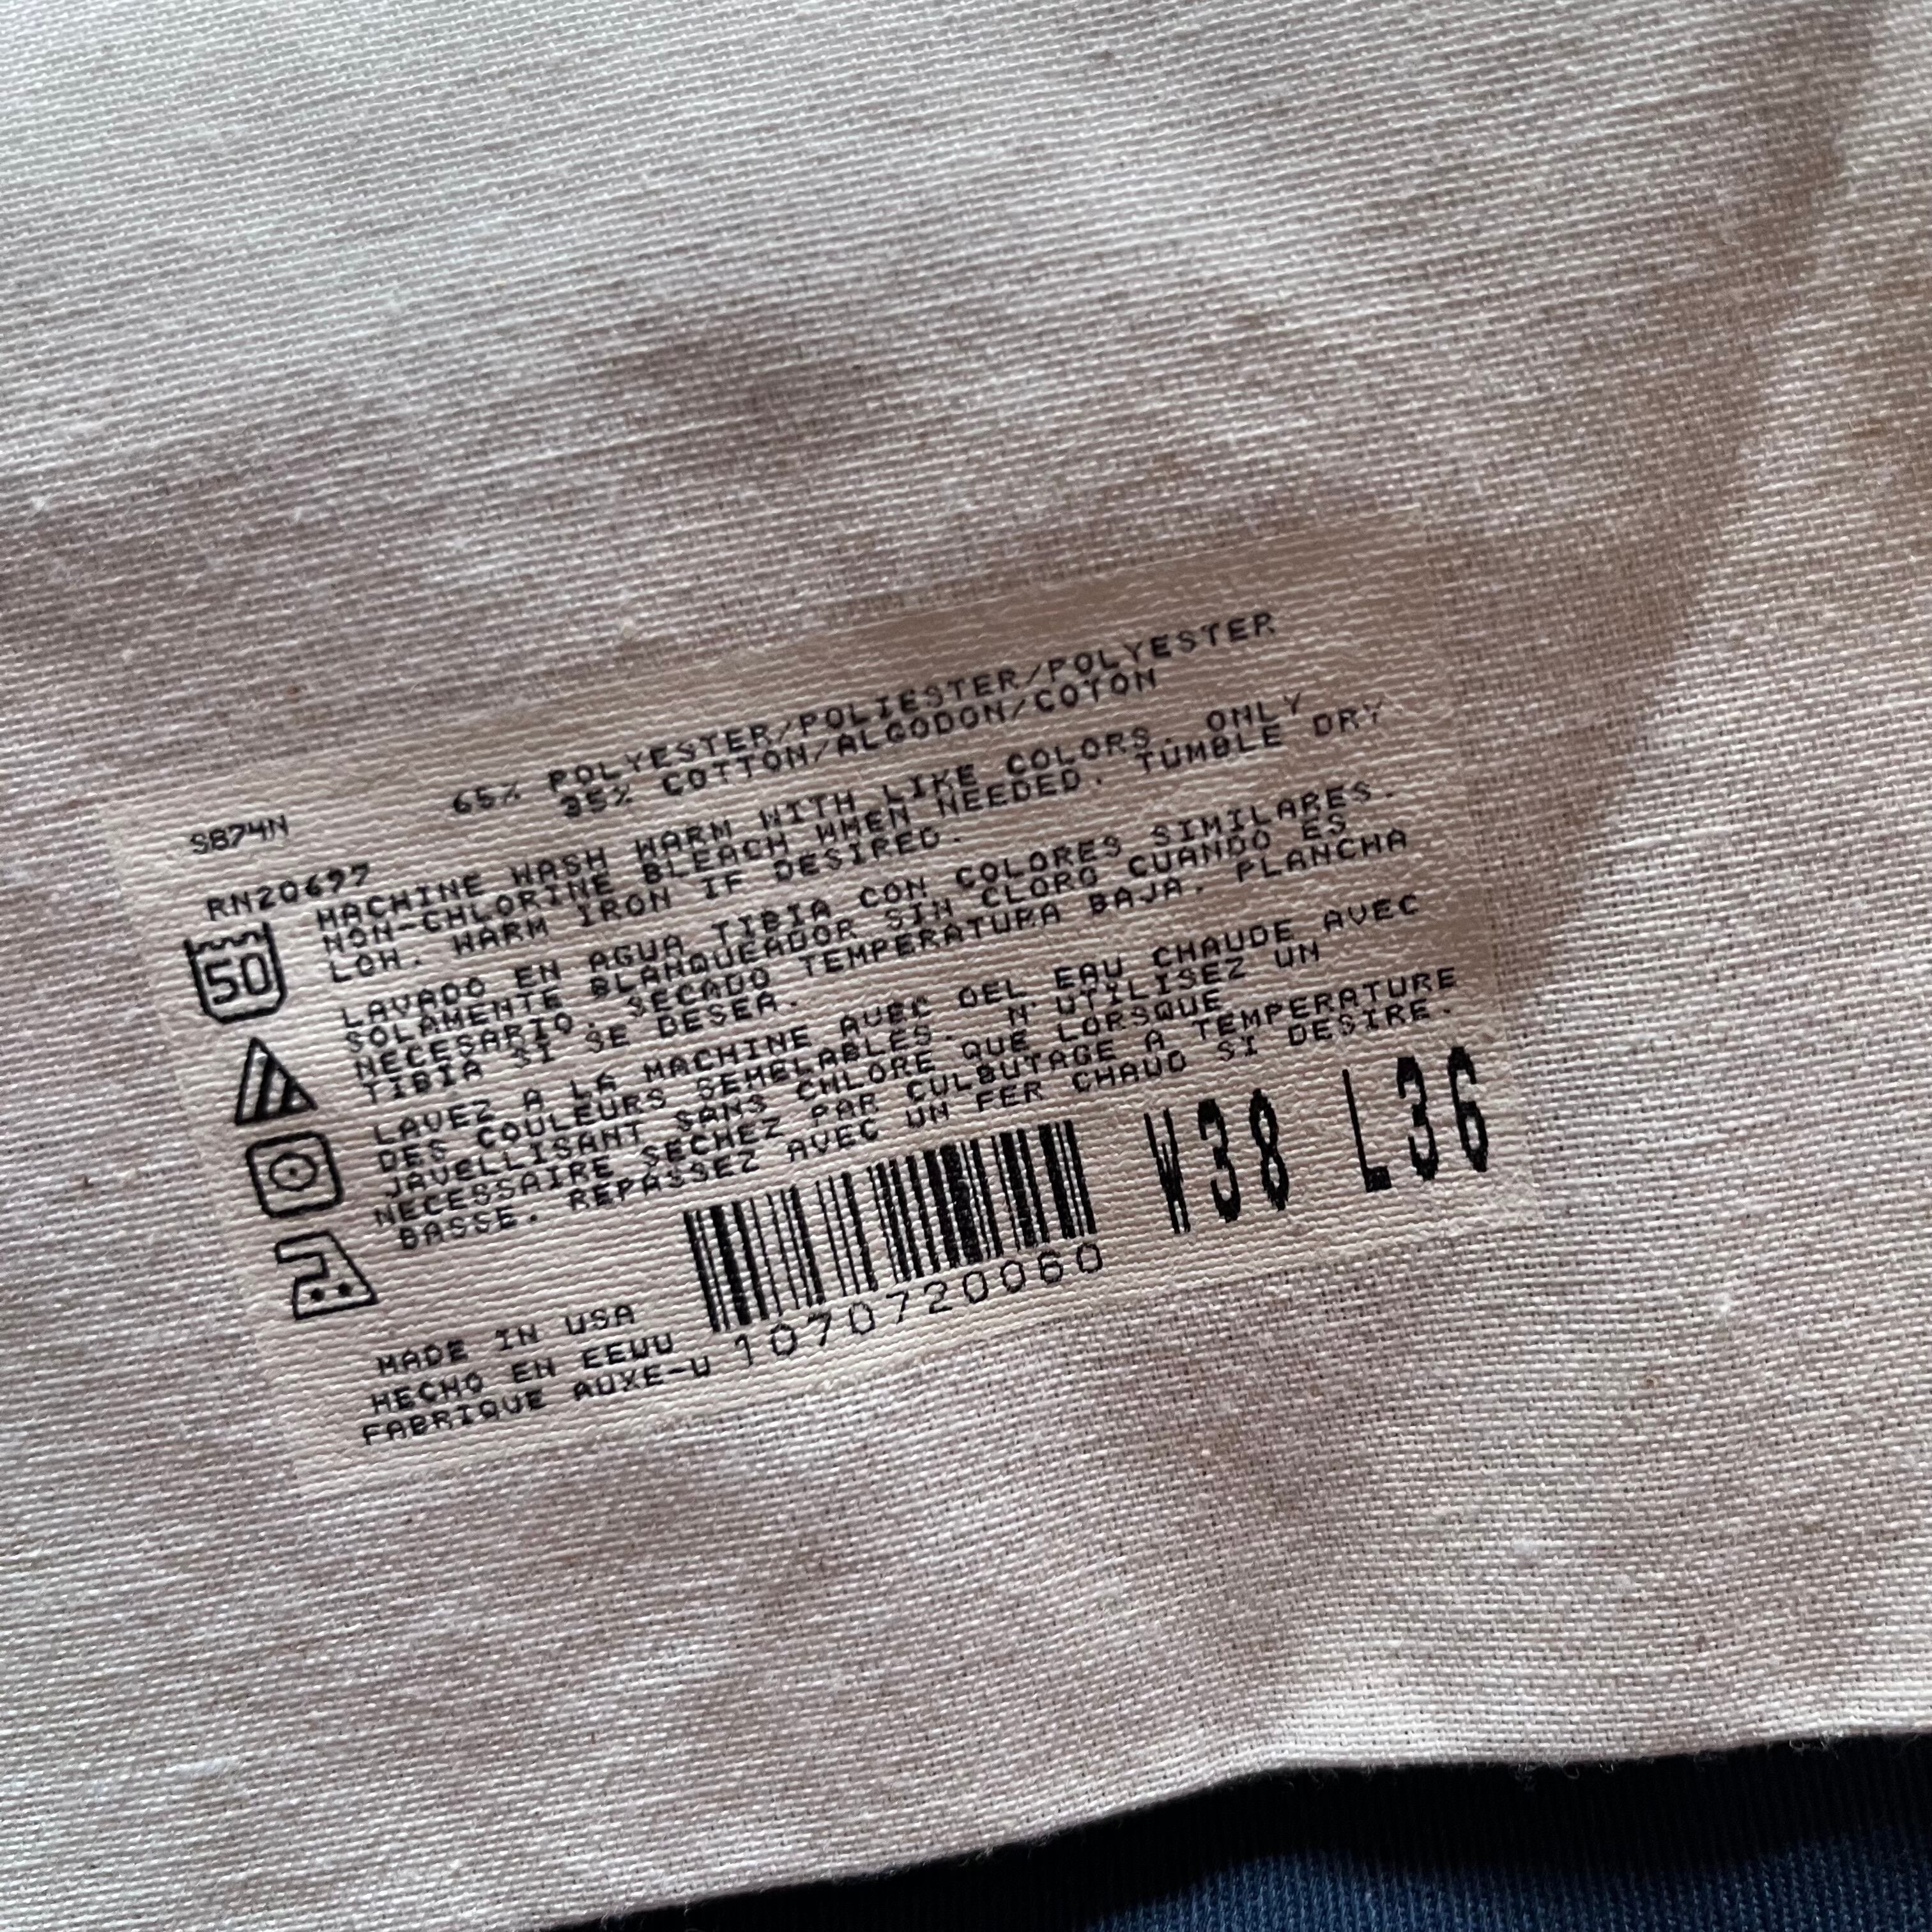 S874N
65% POLYESTER/POLIESTER/POLYESTER
35% COTTON/ALGODON/COTON
RN20697
MACHINE WASH WARM WITH LIKE COLORS. ONLY
NON-CHLORINE BLEACH WHEN NEEDED. TUMBLE DRY
LOW. WARM IRON IF DESIRED.
50
LAVADO EN AGUA TIBIA CON COLORES SIMILARES.
SOLAMENTE BLANQUEADOR SIN CLORO CUANDO ES
NECESARIO. SECADO TEMPERATURA BAJA. PLANCHA
TIBIA SI SE DESEA.
LAVEZ A LA MACHINE AVEC DEL EAU CHAUDE AVEC
DES COULEURS SEMBLABLES. N'UTILISEZ UN
JAVELLISANT SANS CHLORE QUE LORSQUE
NECESSAIRE SECHEZ PAR CULBUTAGE A TEMPERATURE
BASSE. REPASSEZ AVEC UN FER CHAUD SI DESIRE.
W38 L36
1070720060
MADE IN USA
HECHO EN EEUU
FABRIQUE AUXE-U